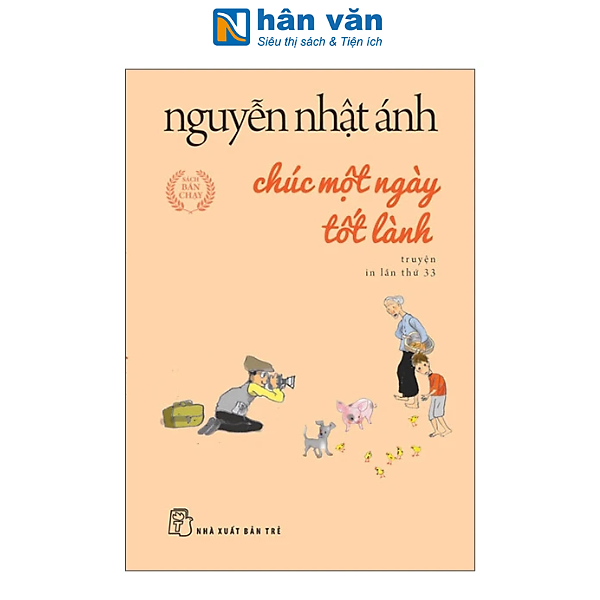 hân văn
Siêu thị sách & Tiện ích
nguyễn nhật ánh
SÁCH
BÁN
CHẠY
chúc một ngày
tốt lành
truyện
in lần thứ 33
NHÀ XUẤT BẢN TRẺ